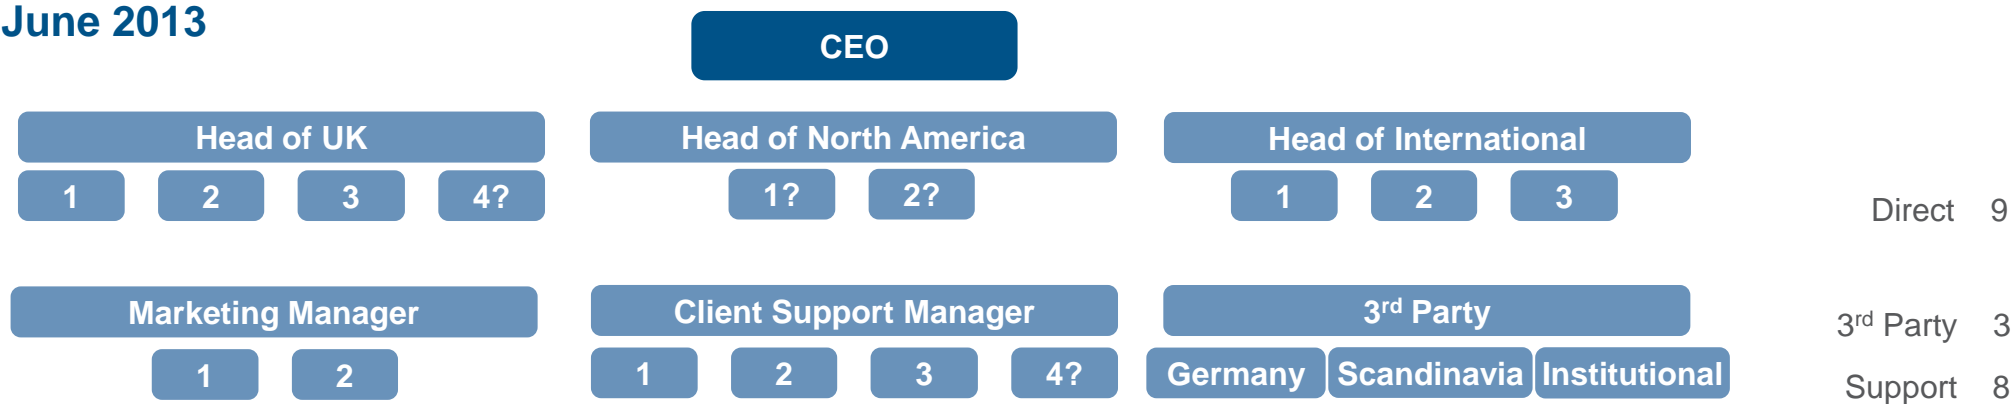 June 2013
CEO
Head of UK
Head of North America
Head of International
1 2 3 4?
1? 2?
1 2 3
Direct 9
Marketing Manager
Client Support Manager
3rd Party
3rd Party 3
1 2
1 2 3 4?
Germany Scandinavia Institutional
Support 8